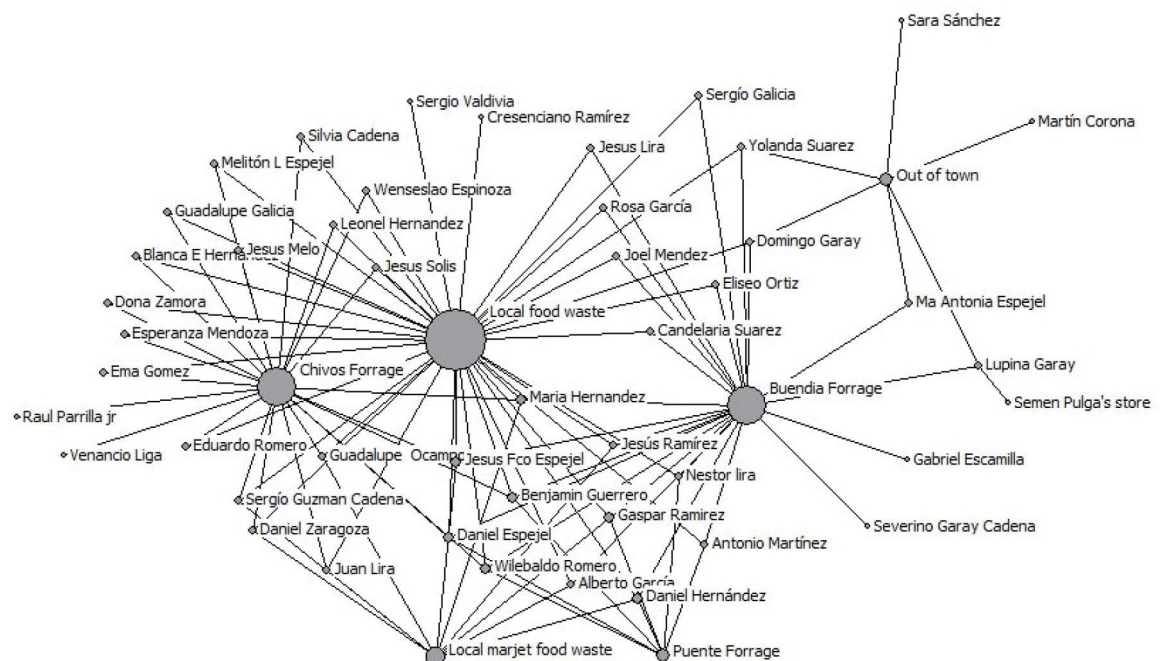 Sara Sánchez
Sergio Valdivia
Sergío Galicia
Cresenciano Ramírez
Martín Corona
Silvia Cadena
Jesus Lira
Yolanda Suarez
Melitón L Espejel
Out of town
Wenseslao Espinoza
Guadalupe Galicia
Rosa García
Leonel Hernandez
Domingo Garay
Blanca E Hernandez
Jesus Melo
Joel Mendez
Jesus Solis
Eliseo Ortiz
Dona Zamora
Ma Antonia Espejel
Local food waste
Esperanza Mendoza
Candelaria Suarez
Ema Gomez
Chivos Forrage
Lupina Garay
Buendia Forrage
Maria Hernandez
Semen Pulga's store
Raul Parrilla jr
Eduardo Romero
Jesús Ramírez
Venancio Liga
Guadalupe Ocampo
Jesus Fco Espejel
Gabriel Escamilla
Nestor lira
Sergío Guzman Cadena
Benjamin Guerrero
Gaspar Ramirez
Severino Garay Cadena
Daniel Zaragoza
Daniel Espejel
Antonio Martínez
Juan Lira
Wilebaldo Romero
Alberto García
Daniel Hernández
Local marjet food waste
Puente Forrage